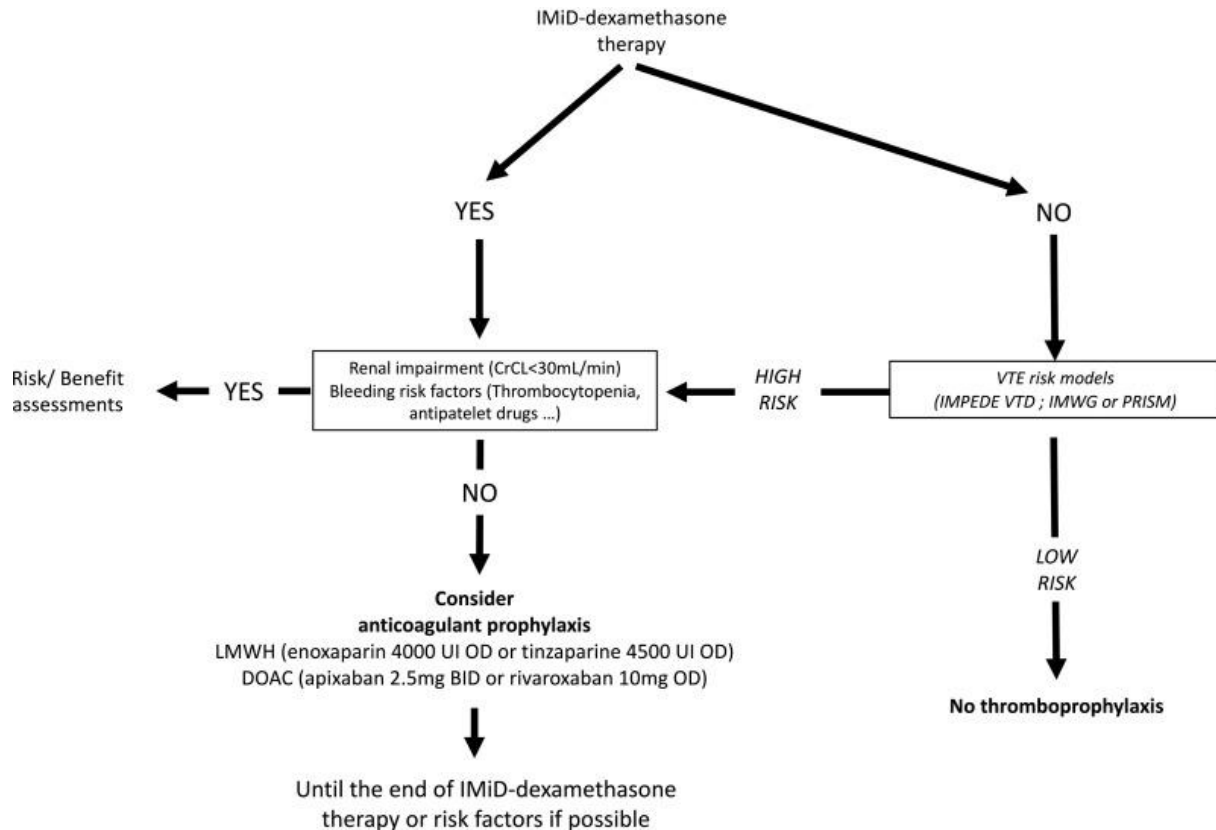 IMiD-dexamethasone
therapy
YES
NO
Risk/ Benefit
assessments
YES
Renal impairment (CrCL<30mL/min)
Bleeding risk factors (Thrombocytopenia,
antipatelet drugs ...)
HIGH
RISK
VTE risk models
(IMPEDE VTD ; IMWG or PRISM)
NO
LOW
RISK
Consider
anticoagulant prophylaxis
LMWH (enoxaparin 4000 UI OD or tinzaparine 4500 UI OD)
DOAC (apixaban 2.5mg BID or rivaroxaban 10mg OD)
No thromboprophylaxis
Until the end of IMiD-dexamethasone
therapy or risk factors if possible